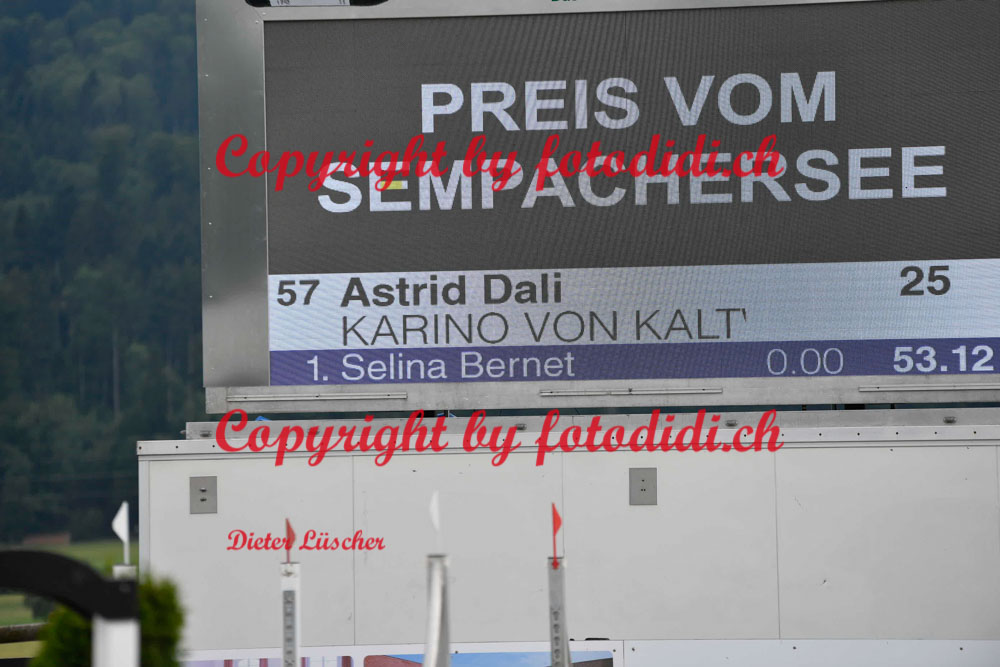 PREIS VOM
Copyright by fotodidi.ch
SEMPACHERSEE
57 Astrid Dali 25
KARINO VON KALT
1. Selina Bernet 0.00 53.12
Copyright by fotodidi.ch
Dieter Lüscher